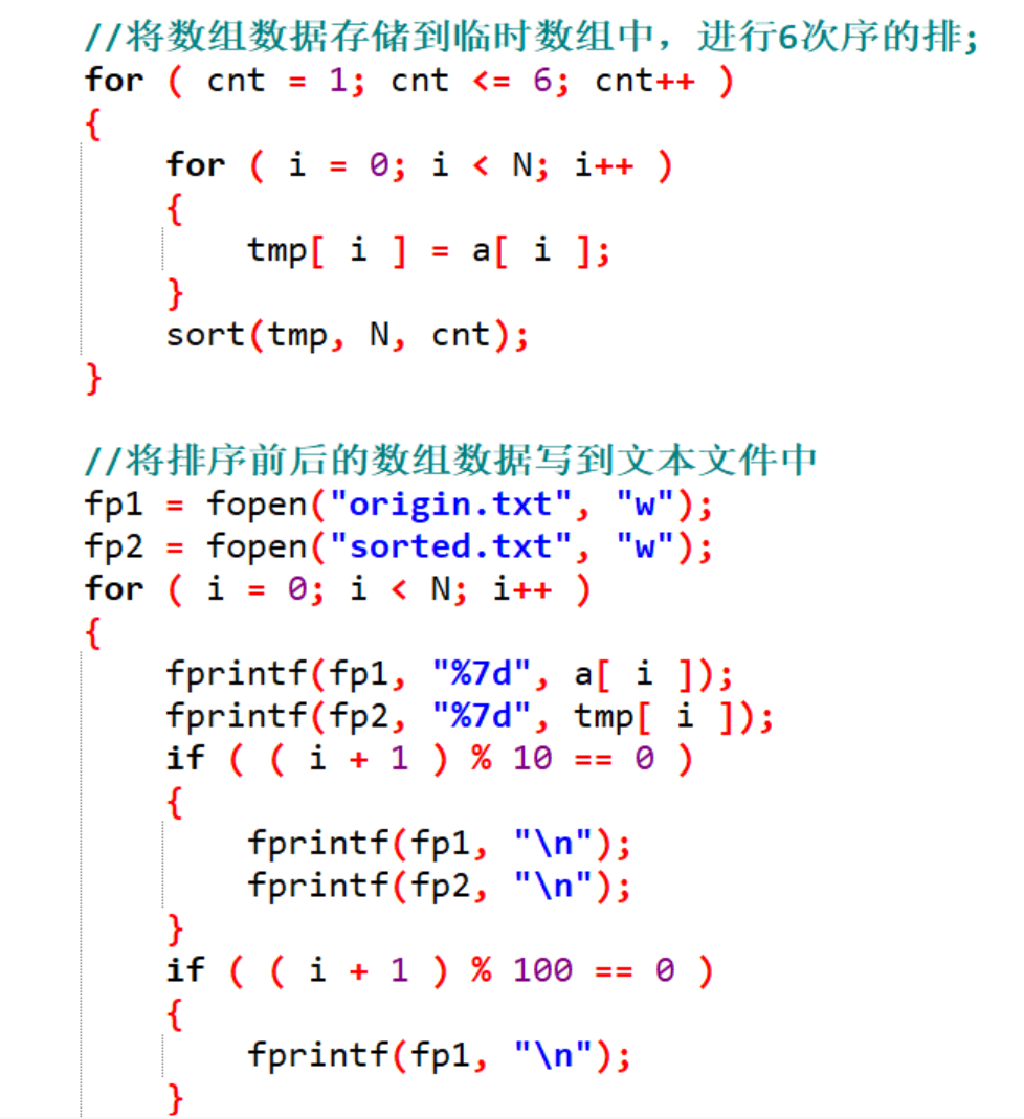 //将数组数据存储到临时数组中，进行6次序的排;
for ( cnt = 1; cnt <= 6; cnt++ )
{
for ( i = 0; i < N; i++ )
{
tmp[ i ] = a[ i ];
}
sort(tmp, N, cnt);
}
//将排序前后的数组数据写到文本文件中
fp1 = fopen("origin.txt", "w");
fp2 = fopen("sorted.txt", "w");
for ( i = 0; i < N; i++ )
{
fprintf(fp1, "%7d", a[ i ]);
fprintf(fp2, "%7d", tmp[ i ]);
if ( ( i + 1 ) % 10 == 0 )
{
fprintf(fp1, "\n");
fprintf(fp2, "\n");
}
if ( ( i + 1 ) % 100 == 0 )
{
fprintf(fp1, "\n");
}